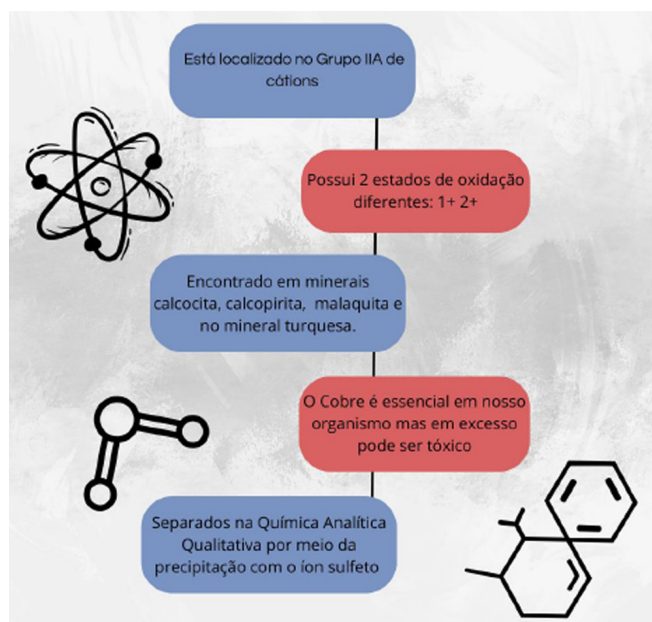 Está localizado no Grupo IIA de
cátions
Possui 2 estados de oxidação
diferentes: 1+ 2+
Encontrado em minerais
calcocita, calcopirita, malaquita e
no mineral turquesa.
O Cobre é essencial em nosso
organismo mas em excesso
pode ser tóxico
Separados na Química Analítica
Qualitativa por meio da
precipitação com o íon sulfeto